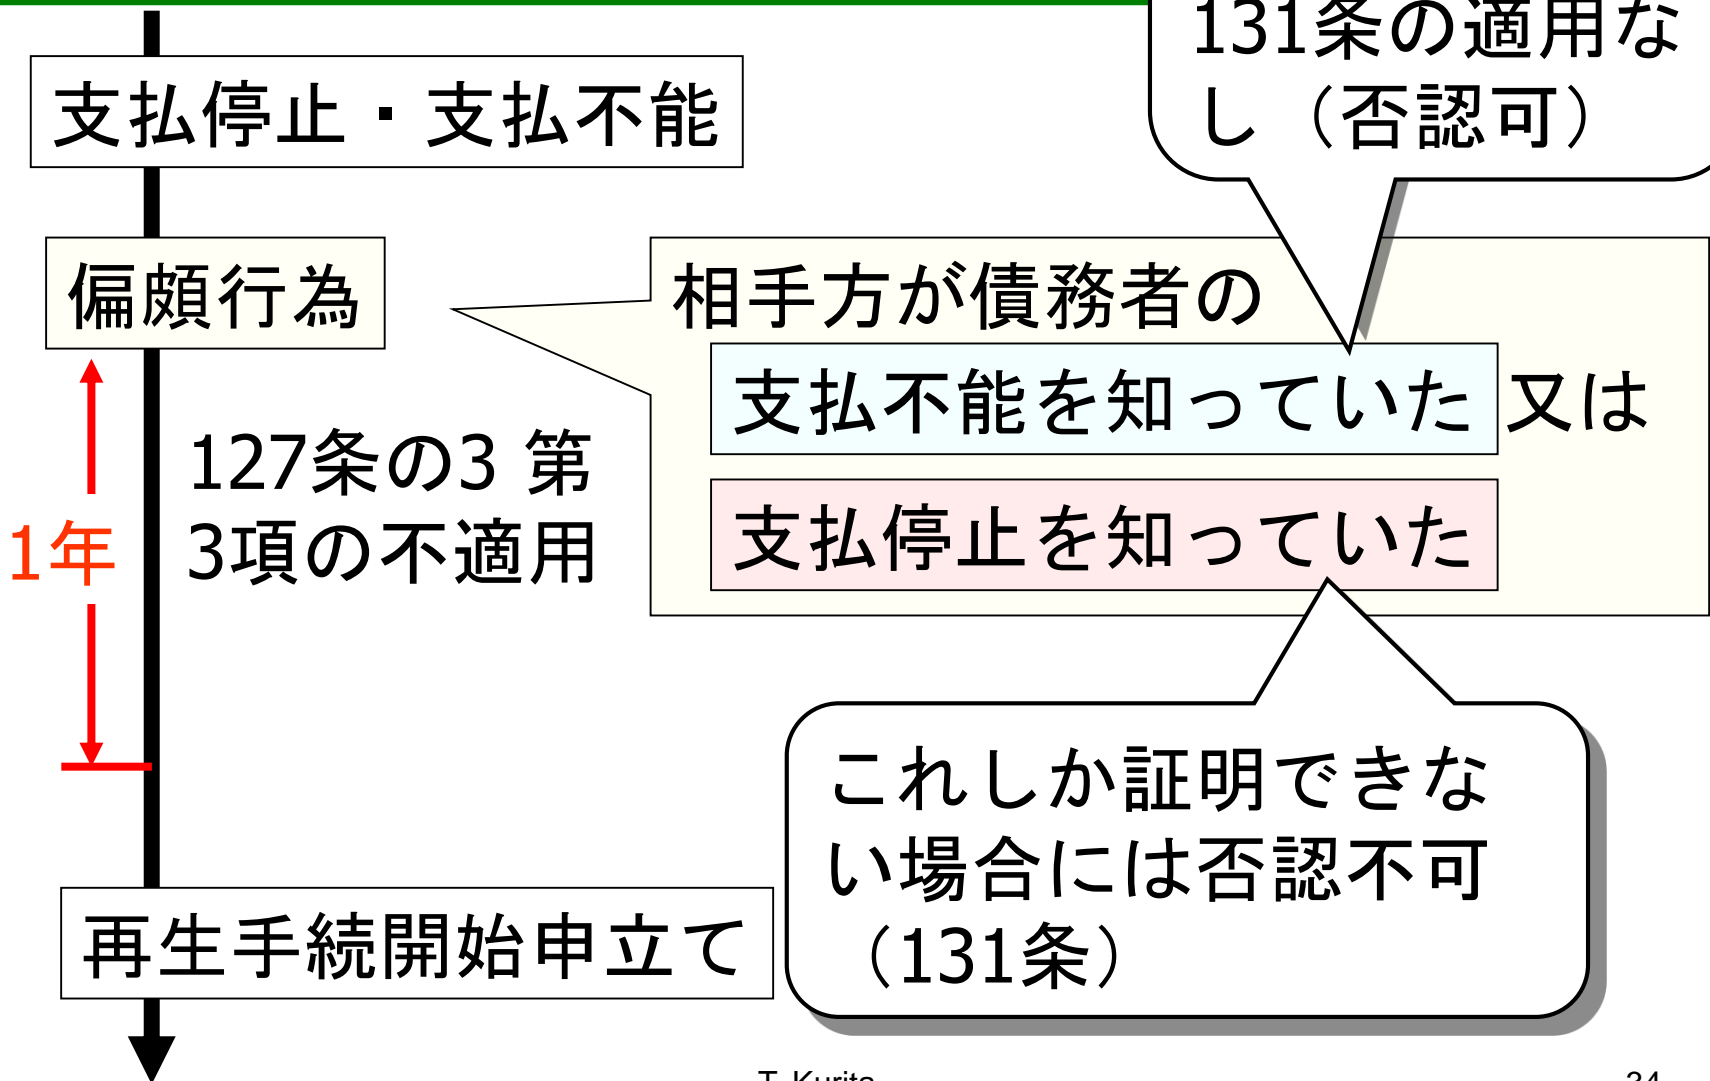 131条の適用な
し（否認可）
支払停止・支払不能
偏頗行為
相手方が債務者の
支払不能を知っていた 又は
支払停止を知っていた
127条の3 第
3項の不適用
1年
これしか証明できな
い場合には否認不可
（131条）
再生手続開始申立て
T. Kurita
34